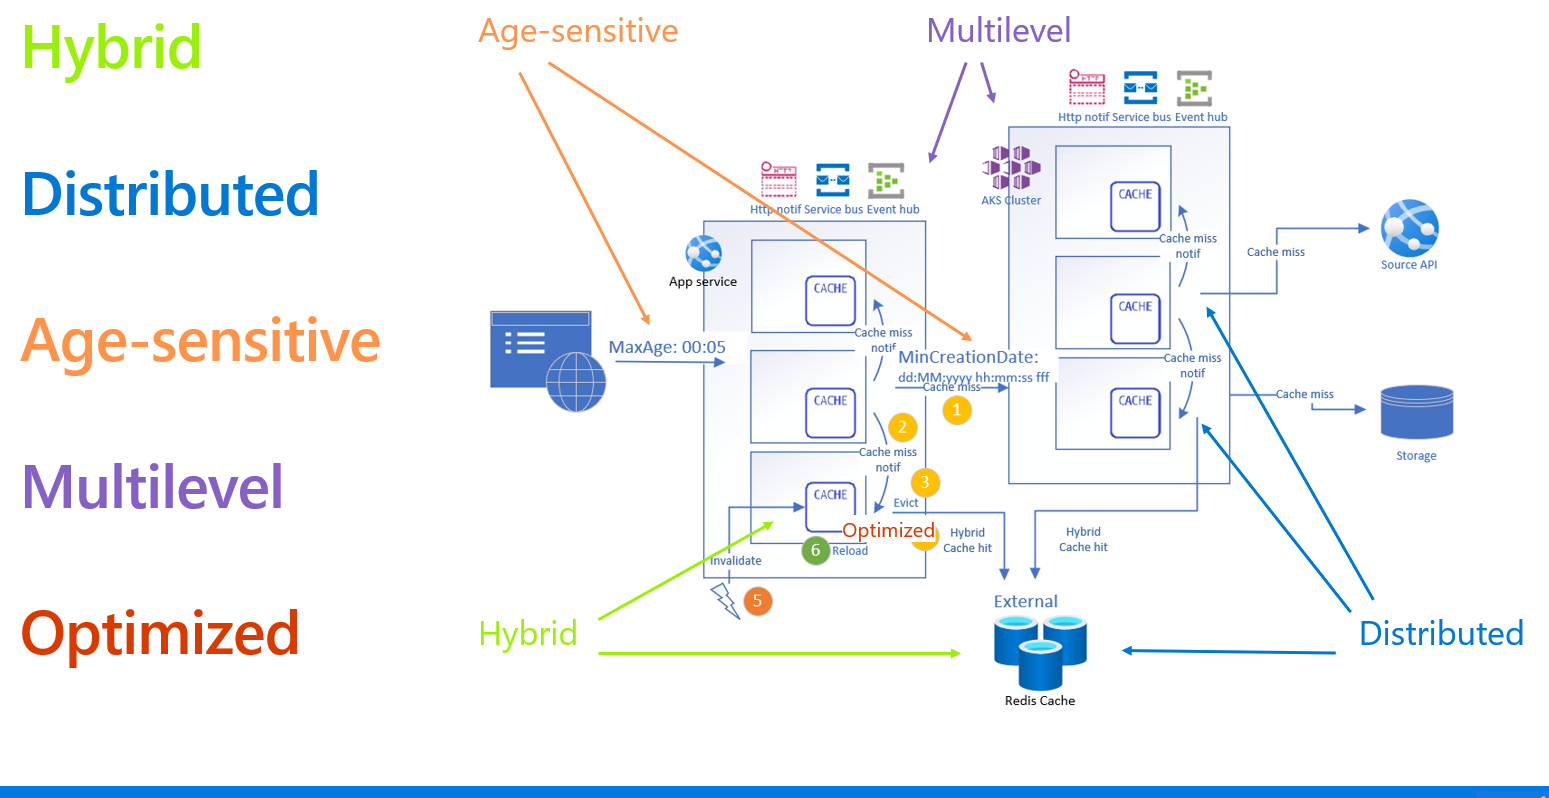 Hybrid
Distributed
Age-sensitive
Multilevel
Optimized
Age-sensitive
Multilevel
Http notif Service bus Event hub
AKS Cluster
CACHE
Cache miss
notif
CACHE
Cache miss
notif
CACHE
Cache miss
Source API
Cache miss
Storage
Http notif Service bus Event hub
App service
CACHE
Cache miss
notif
MaxAge: 00:05
MinCreationDate:
dd:MM:yyyy hh:mm:ss fff
Cache miss
1
CACHE
2
Cache miss
notif
3
CACHE
Evict
Optimized
Hybrid
Cache hit
Hybrid
Cache hit
6
Reload
Invalidate
5
External
Redis Cache
Hybrid
Distributed